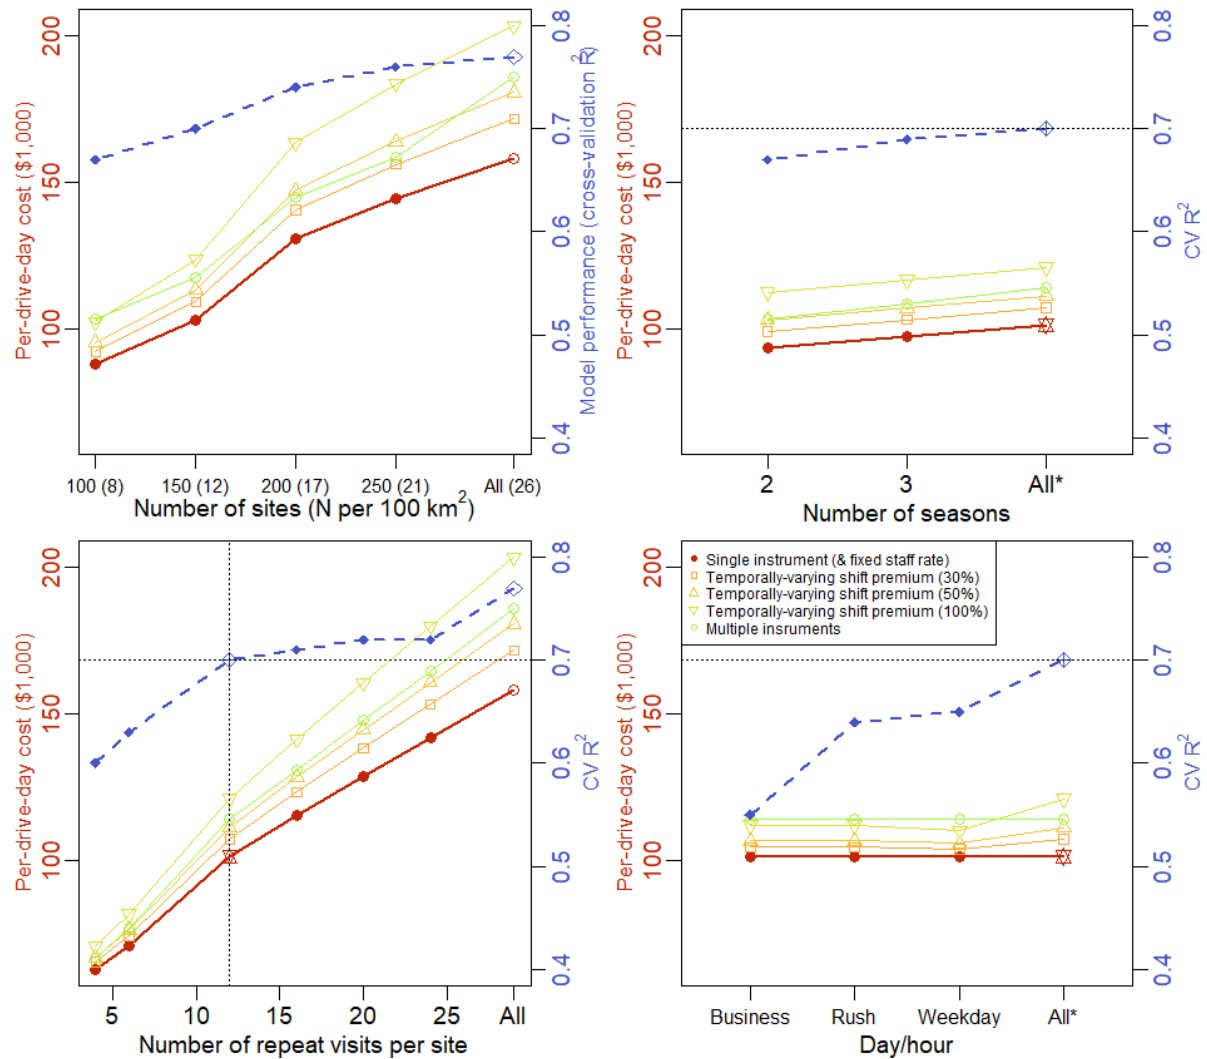 200
150
100
Per-drive-day cost ($1,000)
0.8
0.7
0.6
0.5
0.4
Model performance (cross-validation R²)
100 (8) 150 (12) 200 (17) 250 (21) All (26)
Number of sites (N per 100 km²)
200
150
100
Per-drive-day cost ($1,000)
0.8
0.7
0.6
0.5
0.4
CV R²
2 3 All*
Number of seasons
200
150
100
Per-drive-day cost ($1,000)
0.8
0.7
0.6
0.5
0.4
CV R²
5 10 15 20 25 All
Number of repeat visits per site
200
150
100
Per-drive-day cost ($1,000)
Single instrument (& fixed staff rate)
Temporally-varying shift premium (30%)
Temporally-varying shift premium (50%)
Temporally-varying shift premium (100%)
Multiple insruments
0.8
0.7
0.6
0.5
0.4
CV R²
Business Rush Weekday All*
Day/hour